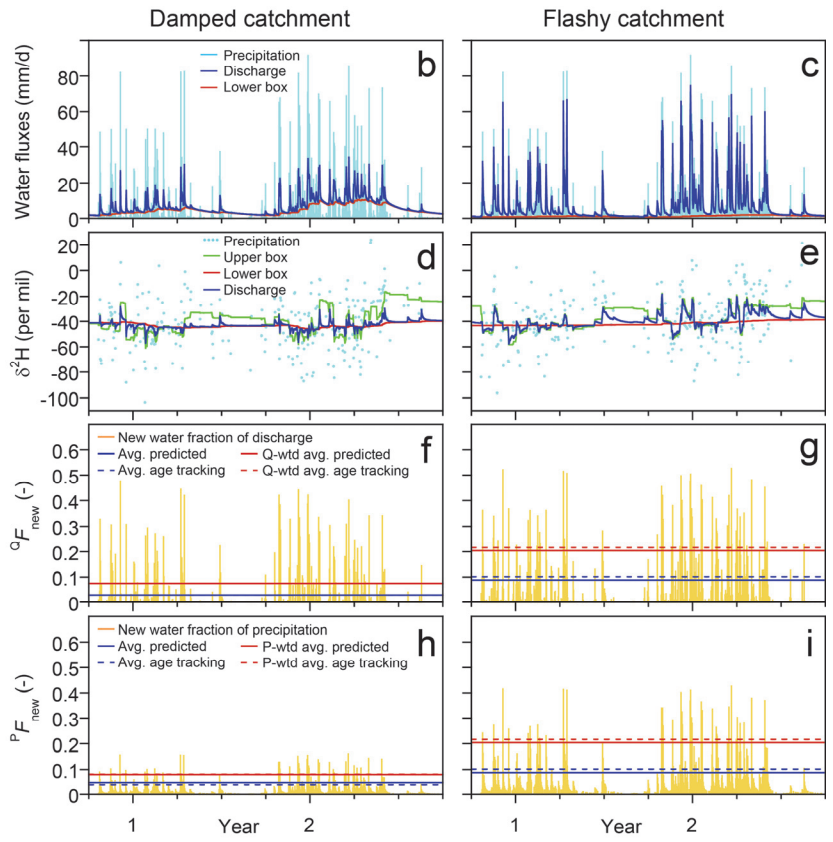 Damped catchment
Flashy catchment
Water fluxes (mm/d)
80
60
40
20
0
Precipitation
Discharge
Lower box
b
c
δ²H (per mil)
20
0
-20
-40
-60
-80
-100
Precipitation
Upper box
Lower box
Discharge
d
e
QFnew (-)
0.6
0.5
0.4
0.3
0.2
0.1
0
New water fraction of discharge
Avg. predicted Q-wtd avg. predicted
Avg. age tracking Q-wtd avg. age tracking
f
g
PFnew (-)
0.6
0.5
0.4
0.3
0.2
0.1
0
New water fraction of precipitation
Avg. predicted P-wtd avg. predicted
Avg. age tracking P-wtd avg. age tracking
h
i
1 Year 2
1 Year 2